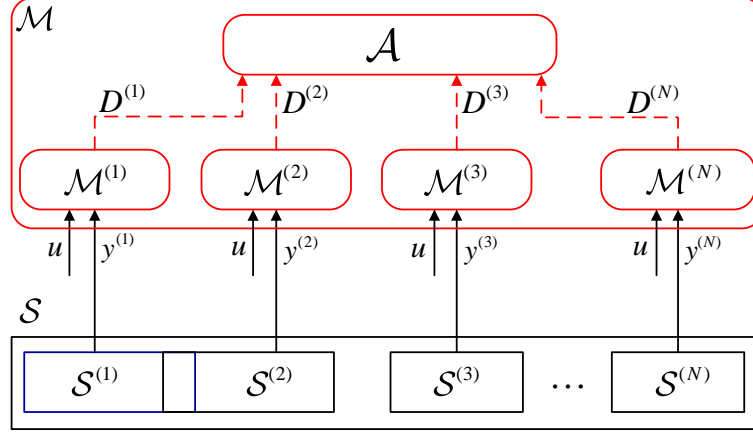 ℳ
𝒜
D^(1) D^(2) D^(3) D^(N)
ℳ^(1) ℳ^(2) ℳ^(3) ℳ^(N)
u y^(1) u y^(2) u y^(3) u y^(N)
𝒮
𝒮^(1) 𝒮^(2) 𝒮^(3) ... 𝒮^(N)